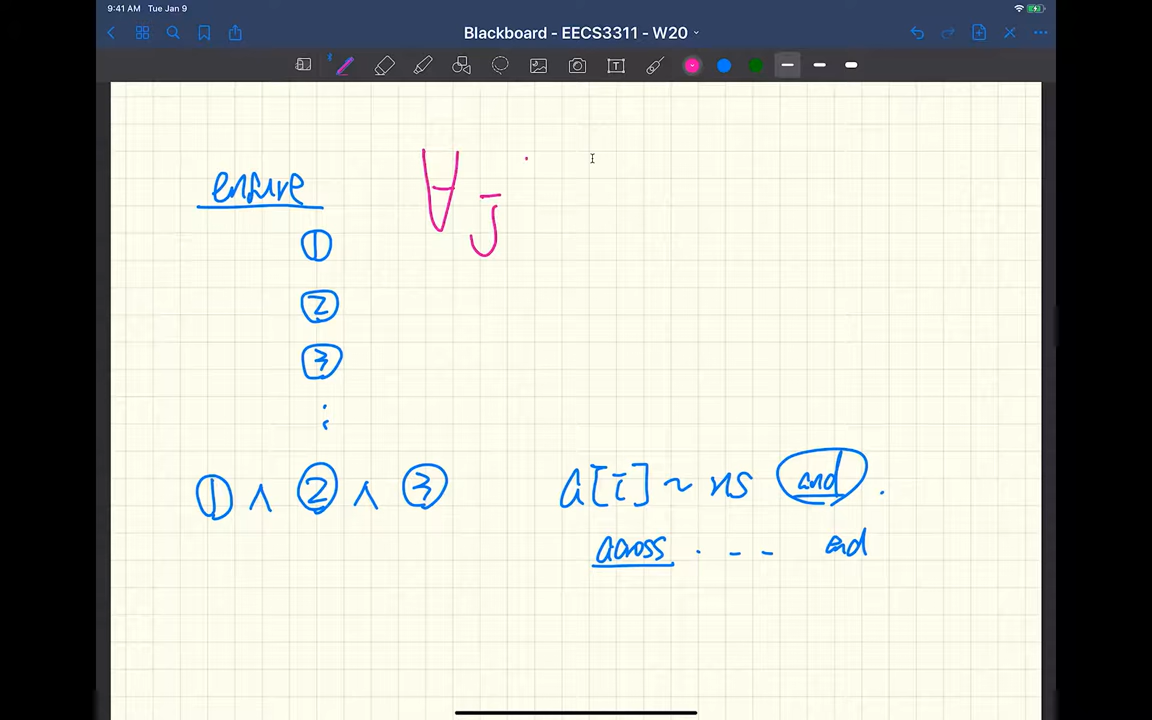 9:41 AM Tue Jan 9
Blackboard - EECS3311 - W20
ensure
∀ j
①
②
③
⋮
① ∧ ② ∧ ③
a[i] ~ ns and .
across . - - end